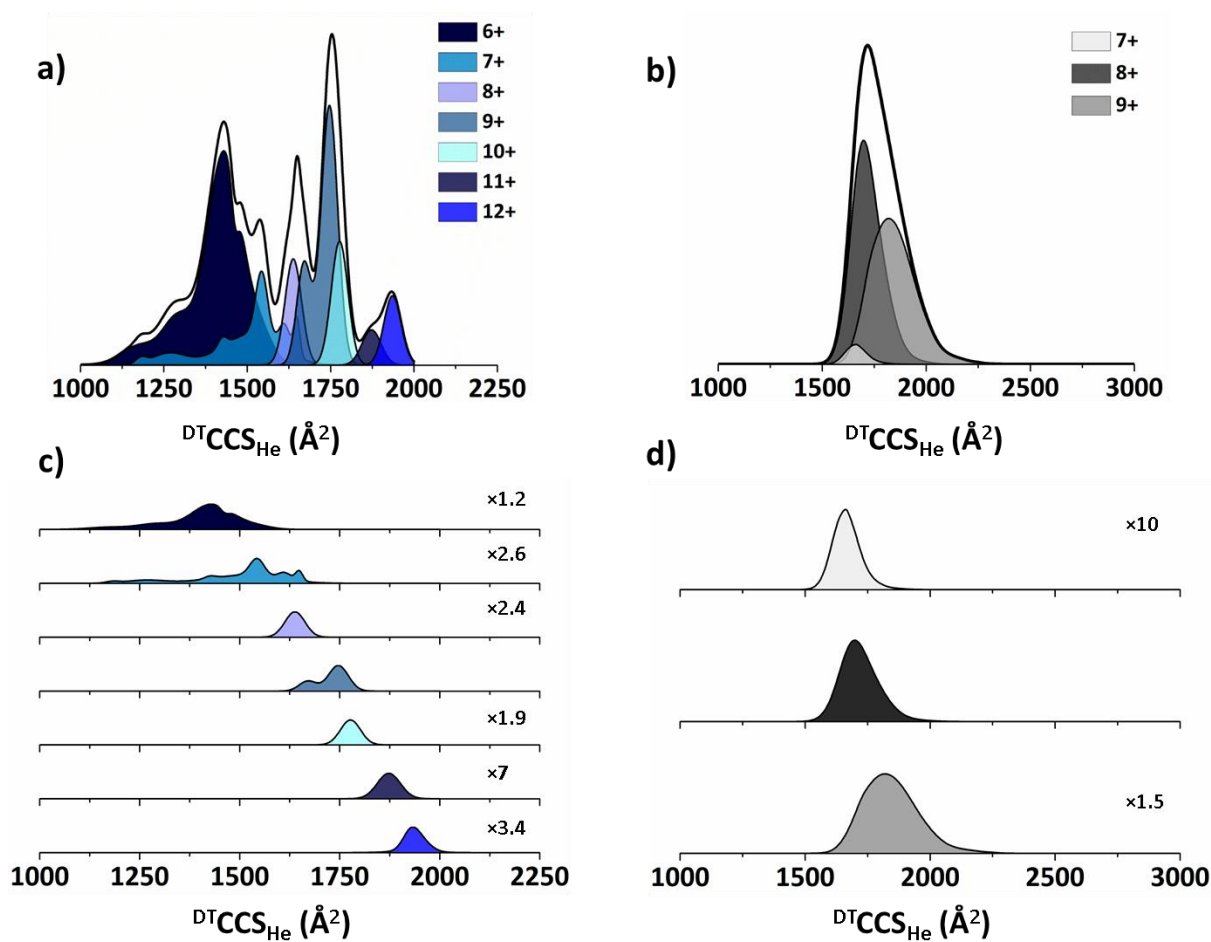 a)
6+
7+
8+
9+
10+
11+
12+
1000 1250 1500 1750 2000 2250
DTCCSHe (Å2)
b)
7+
8+
9+
1000 1500 2000 2500 3000
DTCCSHe (Å2)
c)
×1.2
×2.6
×2.4
×1.9
×7
×3.4
1000 1250 1500 1750 2000 2250
DTCCSHe (Å2)
d)
×10
×1.5
1000 1500 2000 2500 3000
DTCCSHe (Å2)